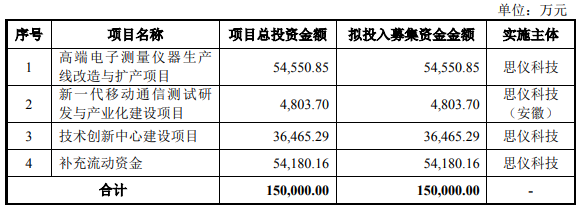 单位：万元
序号 项目名称 项目总投资金额 拟投入募集资金金额 实施主体
1 高端电子测量仪器生产线改造与扩产项目 54,550.85 54,550.85 思仪科技
2 新一代移动通信测试研发与产业化建设项目 4,803.70 4,803.70 思仪科技（安徽）
3 技术创新中心建设项目 36,465.29 36,465.29 思仪科技
4 补充流动资金 54,180.16 54,180.16 思仪科技
合计 150,000.00 150,000.00 -